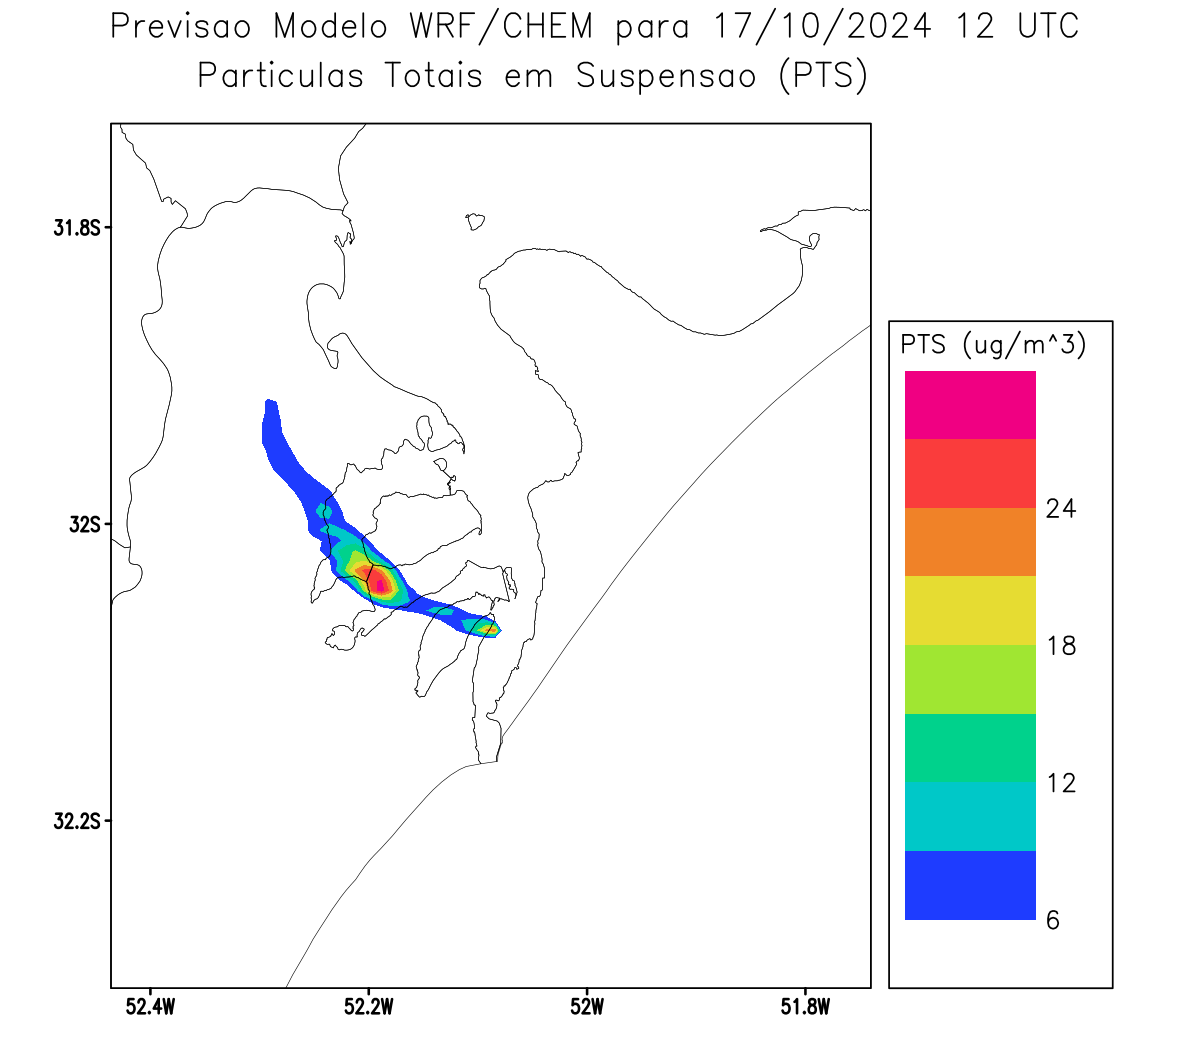 Previsao Modelo WRF/CHEM para 17/10/2024 12 UTC
Particulas Totais em Suspensao (PTS)
31.8S
32S
32.2S
52.4W
52.2W
52W
51.8W
PTS (ug/m^3)
24
18
12
6